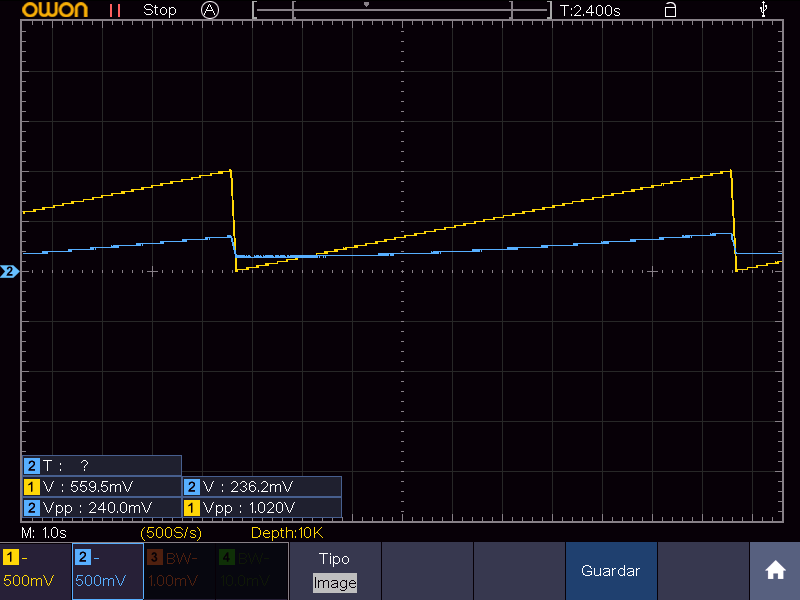 OWON Stop A T:2.400s
2
2 T : ?
1 V : 559.5mV 2 V : 236.2mV
2 Vpp : 240.0mV 1 Vpp : 1.020V
M: 1.0s (500S/s) Depth:10K
1 - 2 - 3 BW- 4 BW- Tipo
500mV 500mV 1.00mV 10.0mV Image
Guardar